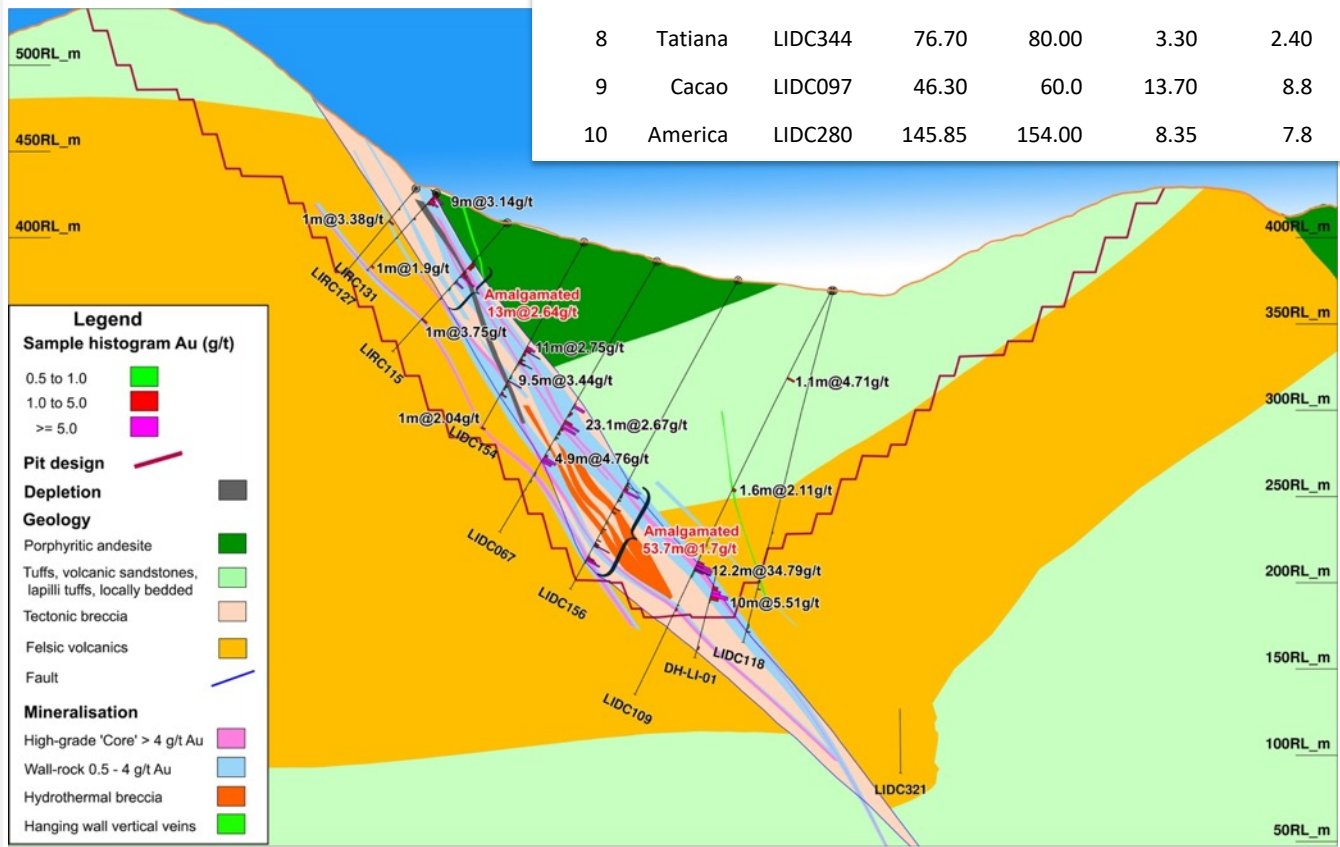 8 Tatiana LIDC344 76.70 80.00 3.30 2.40
9 Cacao LIDC097 46.30 60.0 13.70 8.8
10 America LIDC280 145.85 154.00 8.35 7.8
500RL_m
450RL_m
400RL_m
400RL_m
350RL_m
300RL_m
250RL_m
200RL_m
150RL_m
100RL_m
50RL_m
9m@3.14g/t
1m@3.38g/t
1m@1.9g/t
LIRC131
LIRC127
Amalgamated
13m@2.64g/t
1m@3.75g/t
LIRC115
11m@2.75g/t
9.5m@3.44g/t
1m@2.04g/t
LIDC154
23.1m@2.67g/t
4.9m@4.76g/t
1.1m@4.71g/t
1.6m@2.11g/t
LIDC067
Amalgamated
53.7m@1.7g/t
12.2m@34.79g/t
10m@5.51g/t
LIDC156
LIDC118
DH-LI-01
LIDC109
LIDC321
Legend
Sample histogram Au (g/t)
0.5 to 1.0
1.0 to 5.0
>= 5.0
Pit design
Depletion
Geology
Porphyritic andesite
Tuffs, volcanic sandstones,
lapilli tuffs, locally bedded
Tectonic breccia
Felsic volcanics
Fault
Mineralisation
High-grade 'Core' > 4 g/t Au
Wall-rock 0.5 - 4 g/t Au
Hydrothermal breccia
Hanging wall vertical veins